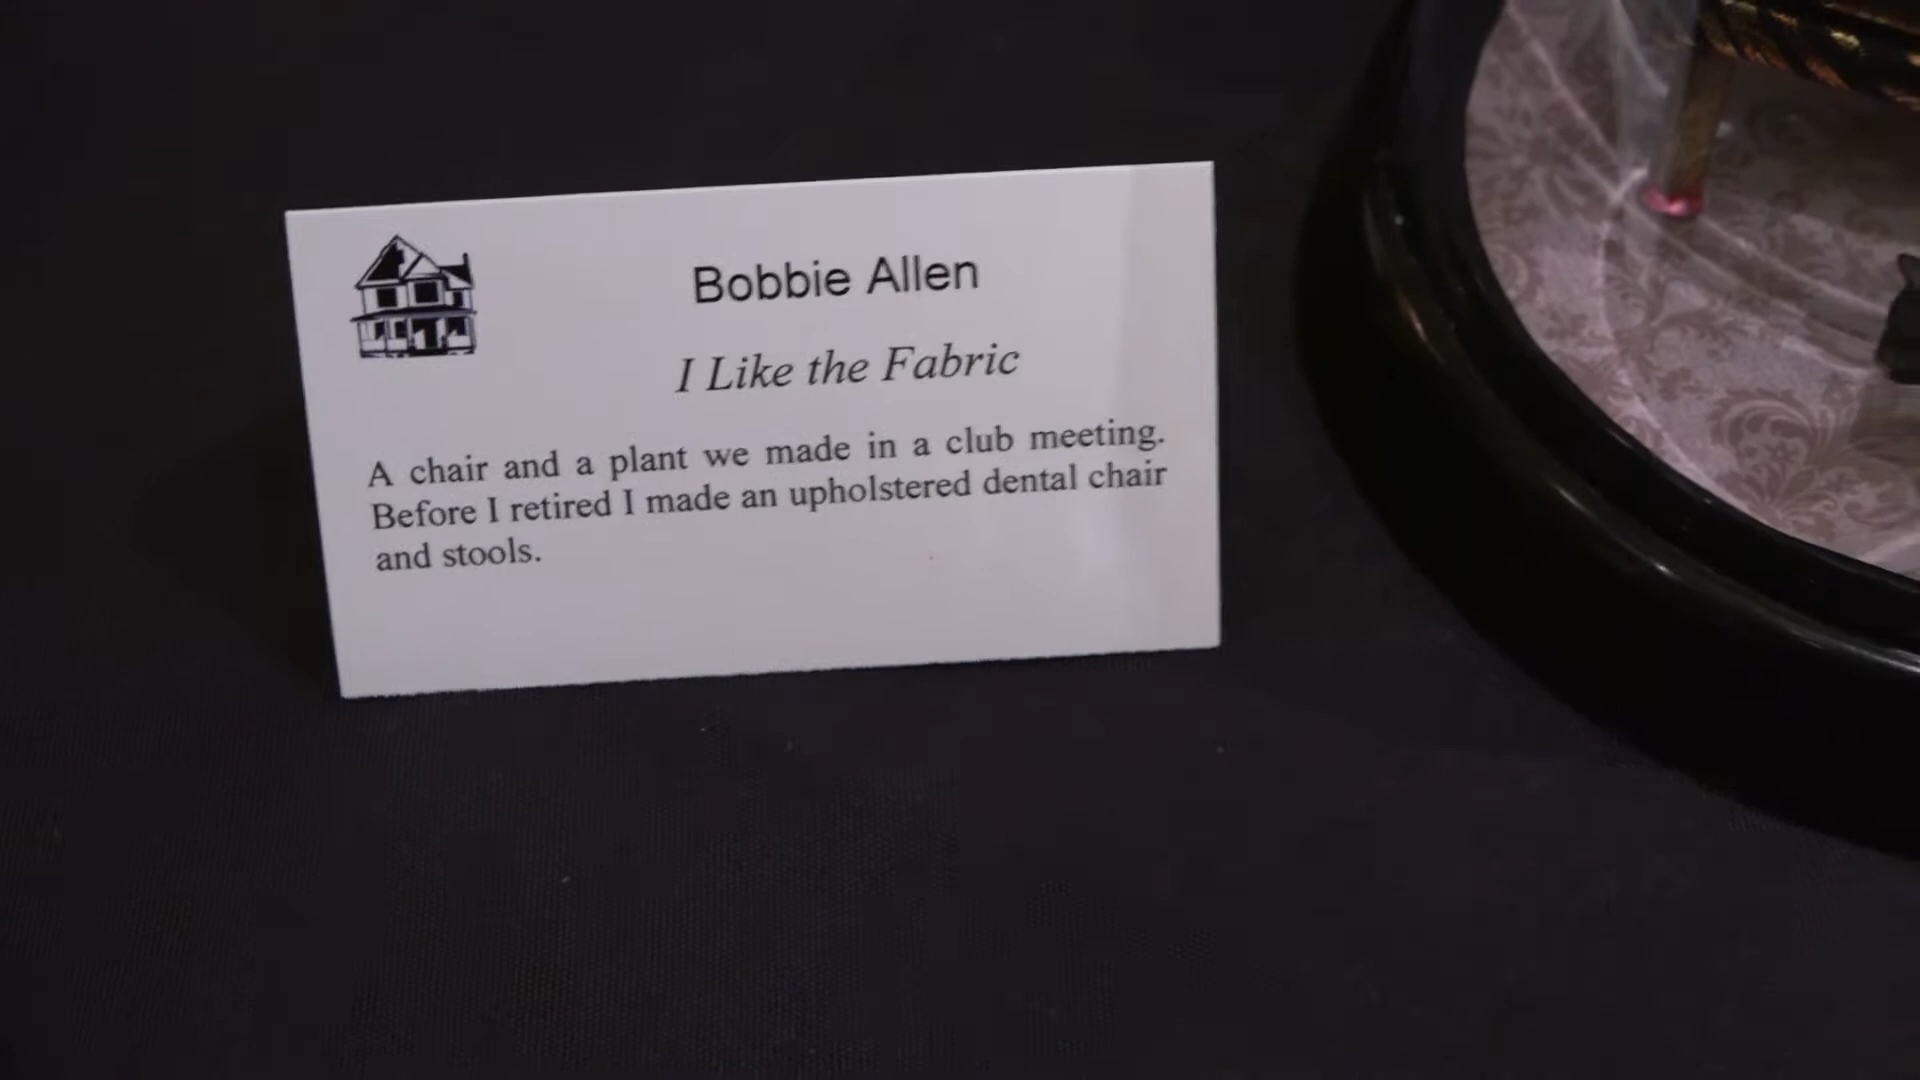 Bobbie Allen
I Like the Fabric
A chair and a plant we made in a club meeting.
Before I retired I made an upholstered dental chair
and stools.